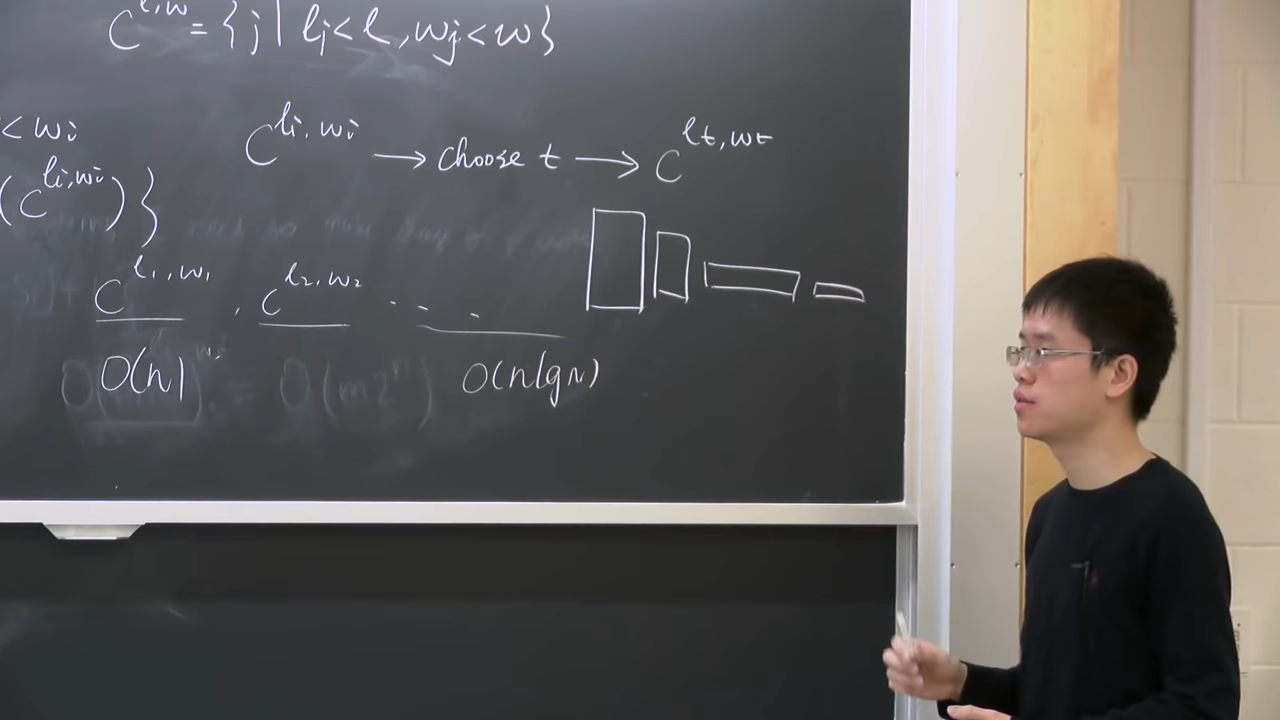 C^{l,w} = { j | lj < l , wj < w }
< wi
C^{li,wi} → choose t → C^{lt,wt}
(C^{li,wi}) }
C^{l1,w1} , C^{l2,w2} . . .
O(n) O(nlgn)
O(m2^n)